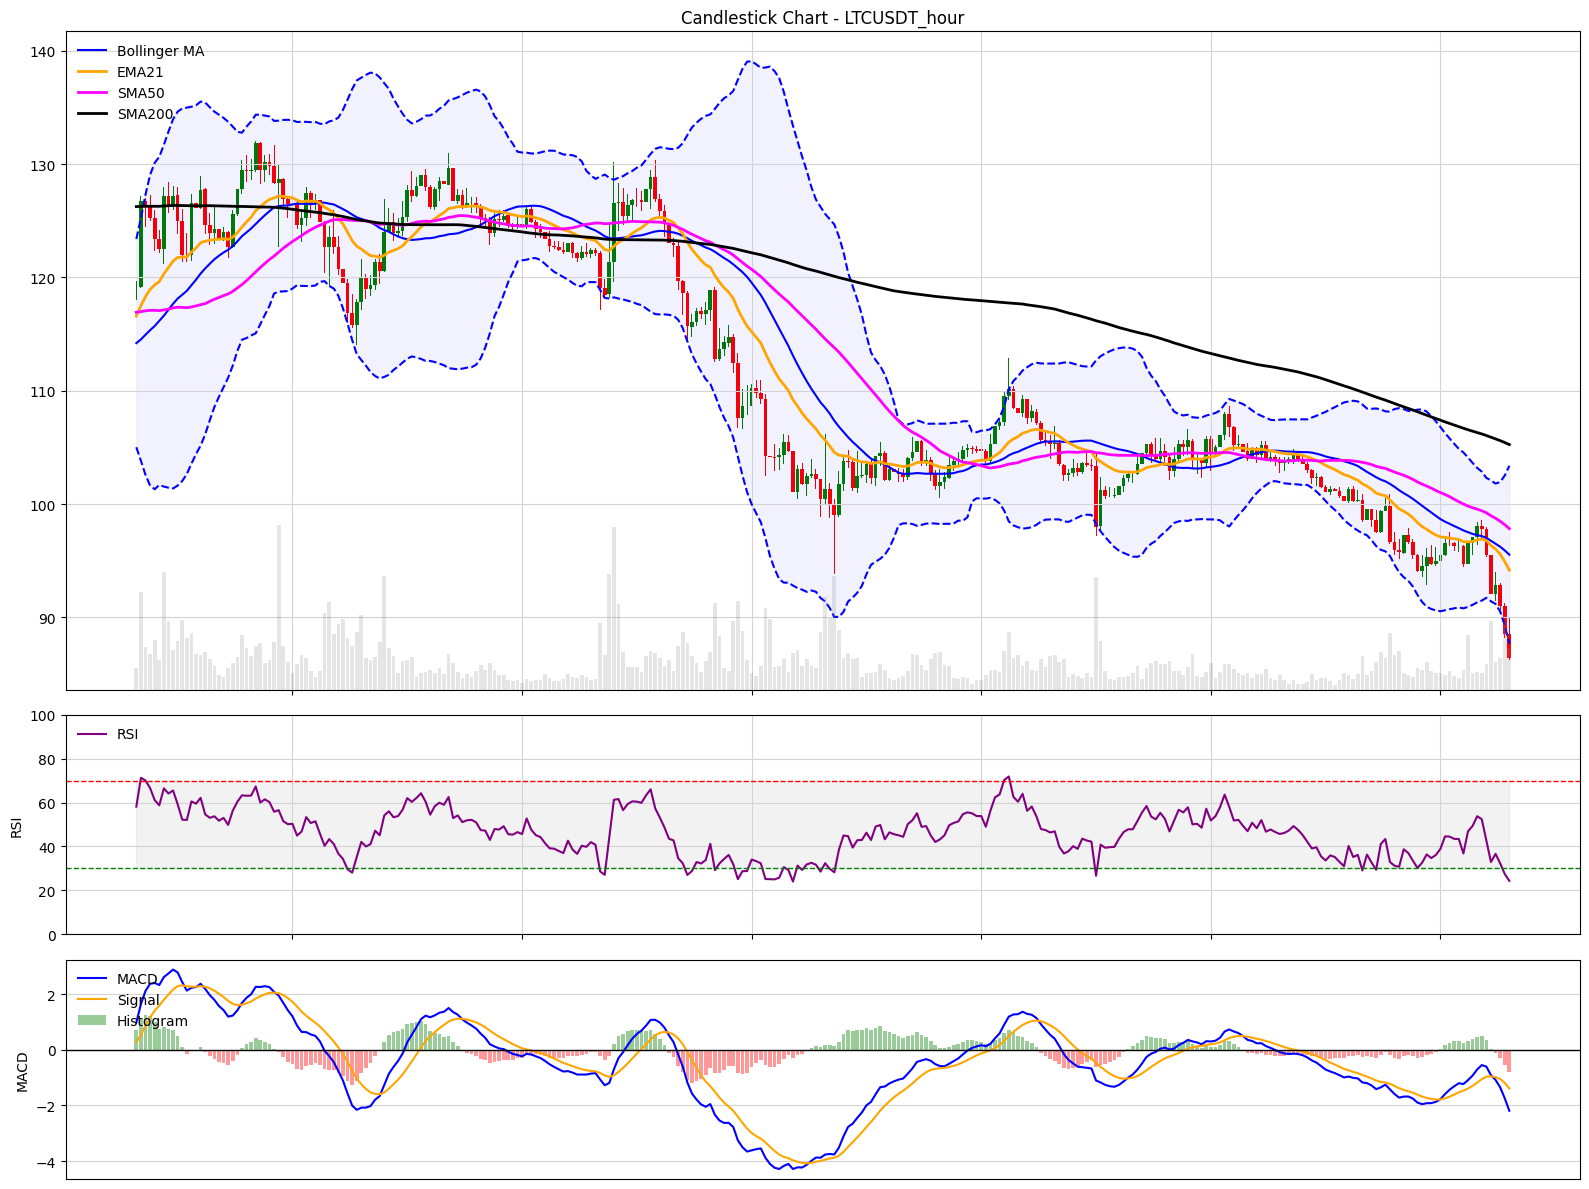 Candlestick Chart - LTCUSDT_hour
Bollinger MA
EMA21
SMA50
SMA200
140
130
120
110
100
90
RSI
100
80
60
40
20
0
RSI
MACD
Signal
Histogram
2
0
−2
−4
MACD